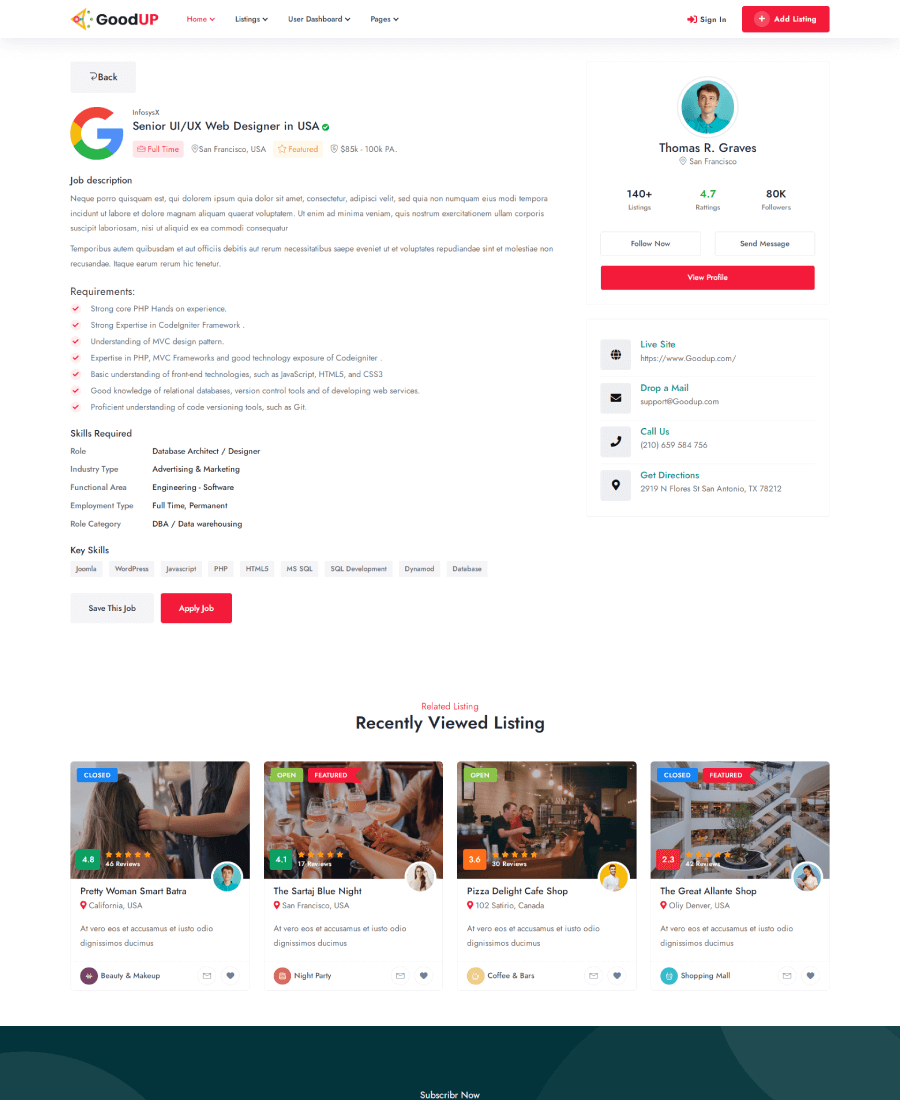 GoodUP
Home
Listings
User Dashboard
Pages
Sign In
Add Listing
Back
InfosysX
Senior UI/UX Web Designer in USA
Full Time
San Francisco, USA
Featured
$85k - 100k PA.
Job description
Neque porro quisquam est, qui dolorem ipsum quia dolor sit amet, consectetur, adipisci velit, sed quia non numquam eius modi tempora
incidunt ut labore et dolore magnam aliquam quaerat voluptatem. Ut enim ad minima veniam, quis nostrum exercitationem ullam corporis
suscipit laboriosam, nisi ut aliquid ex ea commodi consequatur
Temporibus autem quibusdam et aut officiis debitis aut rerum necessitatibus saepe eveniet ut et voluptates repudiandae sint et molestiae non
recusandae. Itaque earum rerum hic tenetur.
Requirements:
Strong core PHP Hands on experience.
Strong Expertise in CodeIgniter Framework .
Understanding of MVC design pattern.
Expertise in PHP, MVC Frameworks and good technology exposure of Codeigniter .
Basic understanding of front-end technologies, such as JavaScript, HTML5, and CSS3
Good knowledge of relational databases, version control tools and of developing web services.
Proficient understanding of code versioning tools, such as Git.
Skills Required
Role Database Architect / Designer
Industry Type Advertising & Marketing
Functional Area Engineering - Software
Employment Type Full Time, Permanent
Role Category DBA / Data warehousing
Key Skills
Joomla
WordPress
Javascript
PHP
HTML5
MS SQL
SQL Development
Dynamod
Database
Save This Job
Apply Job
Thomas R. Graves
San Francisco
140+
Listings
4.7
Rattings
80K
Followers
Follow Now
Send Message
View Profile
Live Site
https://www.Goodup.com/
Drop a Mail
support@Goodup.com
Call Us
(210) 659 584 756
Get Directions
2919 N Flores St San Antonio, TX 78212
Related Listing
Recently Viewed Listing
CLOSED
4.8
46 Reviews
Pretty Woman Smart Batra
California, USA
At vero eos et accusamus et iusto odio
dignissimos ducimus
Beauty & Makeup
OPEN
FEATURED
4.1
17 Reviews
The Sartaj Blue Night
San Francisco, USA
At vero eos et accusamus et iusto odio
dignissimos ducimus
Night Party
OPEN
3.6
30 Reviews
Pizza Delight Cafe Shop
102 Satirio, Canada
At vero eos et accusamus et iusto odio
dignissimos ducimus
Coffee & Bars
CLOSED
FEATURED
2.3
42 Reviews
The Great Allante Shop
Oliy Denver, USA
At vero eos et accusamus et iusto odio
dignissimos ducimus
Shopping Mall
Subscribr Now